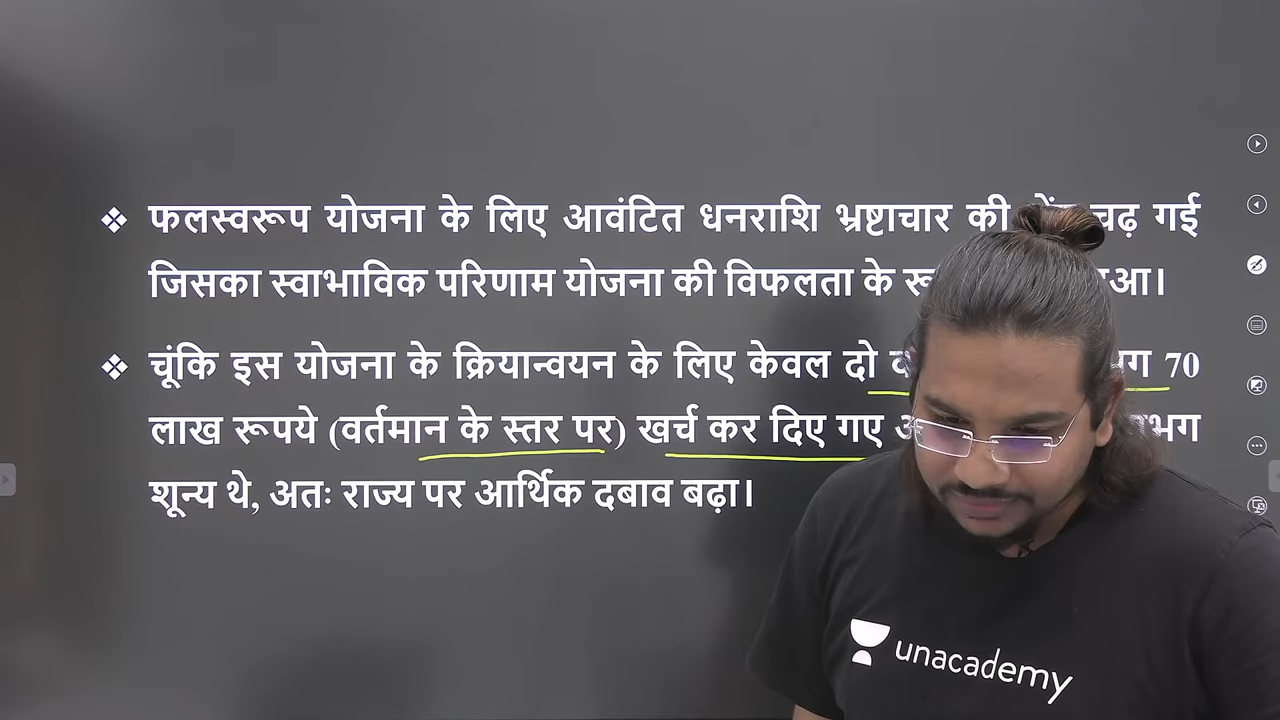 ❖ फलस्वरूप योजना के लिए आवंटित धनराशि भ्रष्टाचार की चढ़ गई
जिसका स्वाभाविक परिणाम योजना की विफलता के
❖ चूंकि इस योजना के क्रियान्वयन के लिए केवल दो 70
लाख रूपये (वर्तमान के स्तर पर) खर्च कर दिए गए
शून्य थे, अतः राज्य पर आर्थिक दबाव बढ़ा।
unacademy